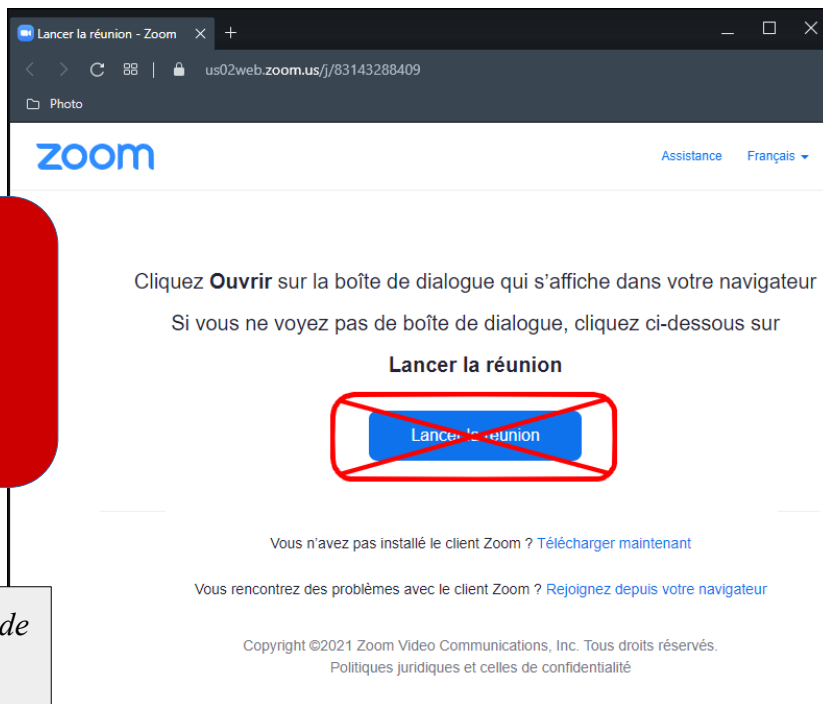 Lancer la réunion - Zoom
us02web.zoom.us/j/83143288409
Photo
zoom
Assistance Français
Cliquez Ouvrir sur la boîte de dialogue qui s'affiche dans votre navigateur
Si vous ne voyez pas de boîte de dialogue, cliquez ci-dessous sur
Lancer la réunion
Lancer la réunion
Vous n'avez pas installé le client Zoom ? Télécharger maintenant
Vous rencontrez des problèmes avec le client Zoom ? Rejoignez depuis votre navigateur
de
Copyright ©2021 Zoom Video Communications, Inc. Tous droits réservés.
Politiques juridiques et celles de confidentialité